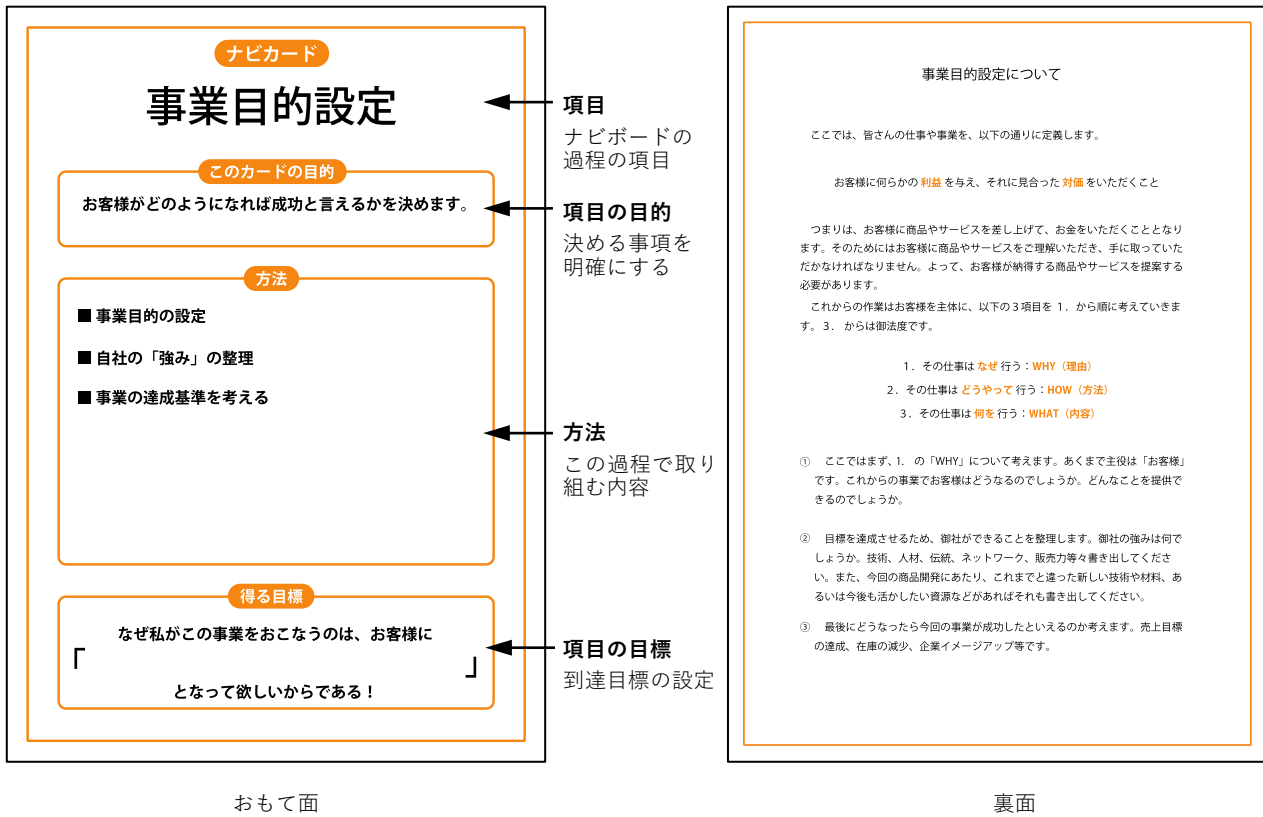 ナビカード
事業目的設定
このカードの目的
お客様がどのようになれば成功と言えるかを決めます。
方法
■ 事業目的の設定
■ 自社の「強み」の整理
■ 事業の達成基準を考える
得る目標
なぜ私がこの事業をおこなうのは、お客様に
「
」
となって欲しいからである！
項目
ナビボードの
過程の項目
項目の目的
決める事項を
明確にする
方法
この過程で取り
組む内容
項目の目標
到達目標の設定
おもて面
事業目的設定について
ここでは、皆さんの仕事や事業を、以下の通りに定義します。
お客様に何らかの 利益 を与え、それに見合った 対価 をいただくこと
つまりは、お客様に商品やサービスを差し上げて、お金をいただくこととなり
ます。そのためにはお客様に商品やサービスをご理解いただき、手に取っていた
だかなければなりません。よって、お客様が納得する商品やサービスを提案する
必要があります。
これからの作業はお客様を主体に、以下の３項目を １．から順に考えていきま
す。３． からは御法度です。
１．その仕事は なぜ 行う：WHY（理由）
２．その仕事は どうやって 行う：HOW（方法）
３．その仕事は 何を 行う：WHAT（内容）
① ここではまず、１． の「WHY」について考えます。あくまで主役は「お客様」
です。これからの事業でお客様はどうなるのでしょうか。どんなことを提供で
きるのでしょうか。
② 目標を達成させるため、御社ができることを整理します。御社の強みは何で
しょうか。技術、人材、伝統、ネットワーク、販売力等々書き出してくださ
い。また、今回の商品開発にあたり、これまでと違った新しい技術や材料、あ
るいは今後も活かしたい資源などがあればそれも書き出してください。
③ 最後にどうなったら今回の事業が成功したといえるのか考えます。売上目標
の達成、在庫の減少、企業イメージアップ等です。
裏面